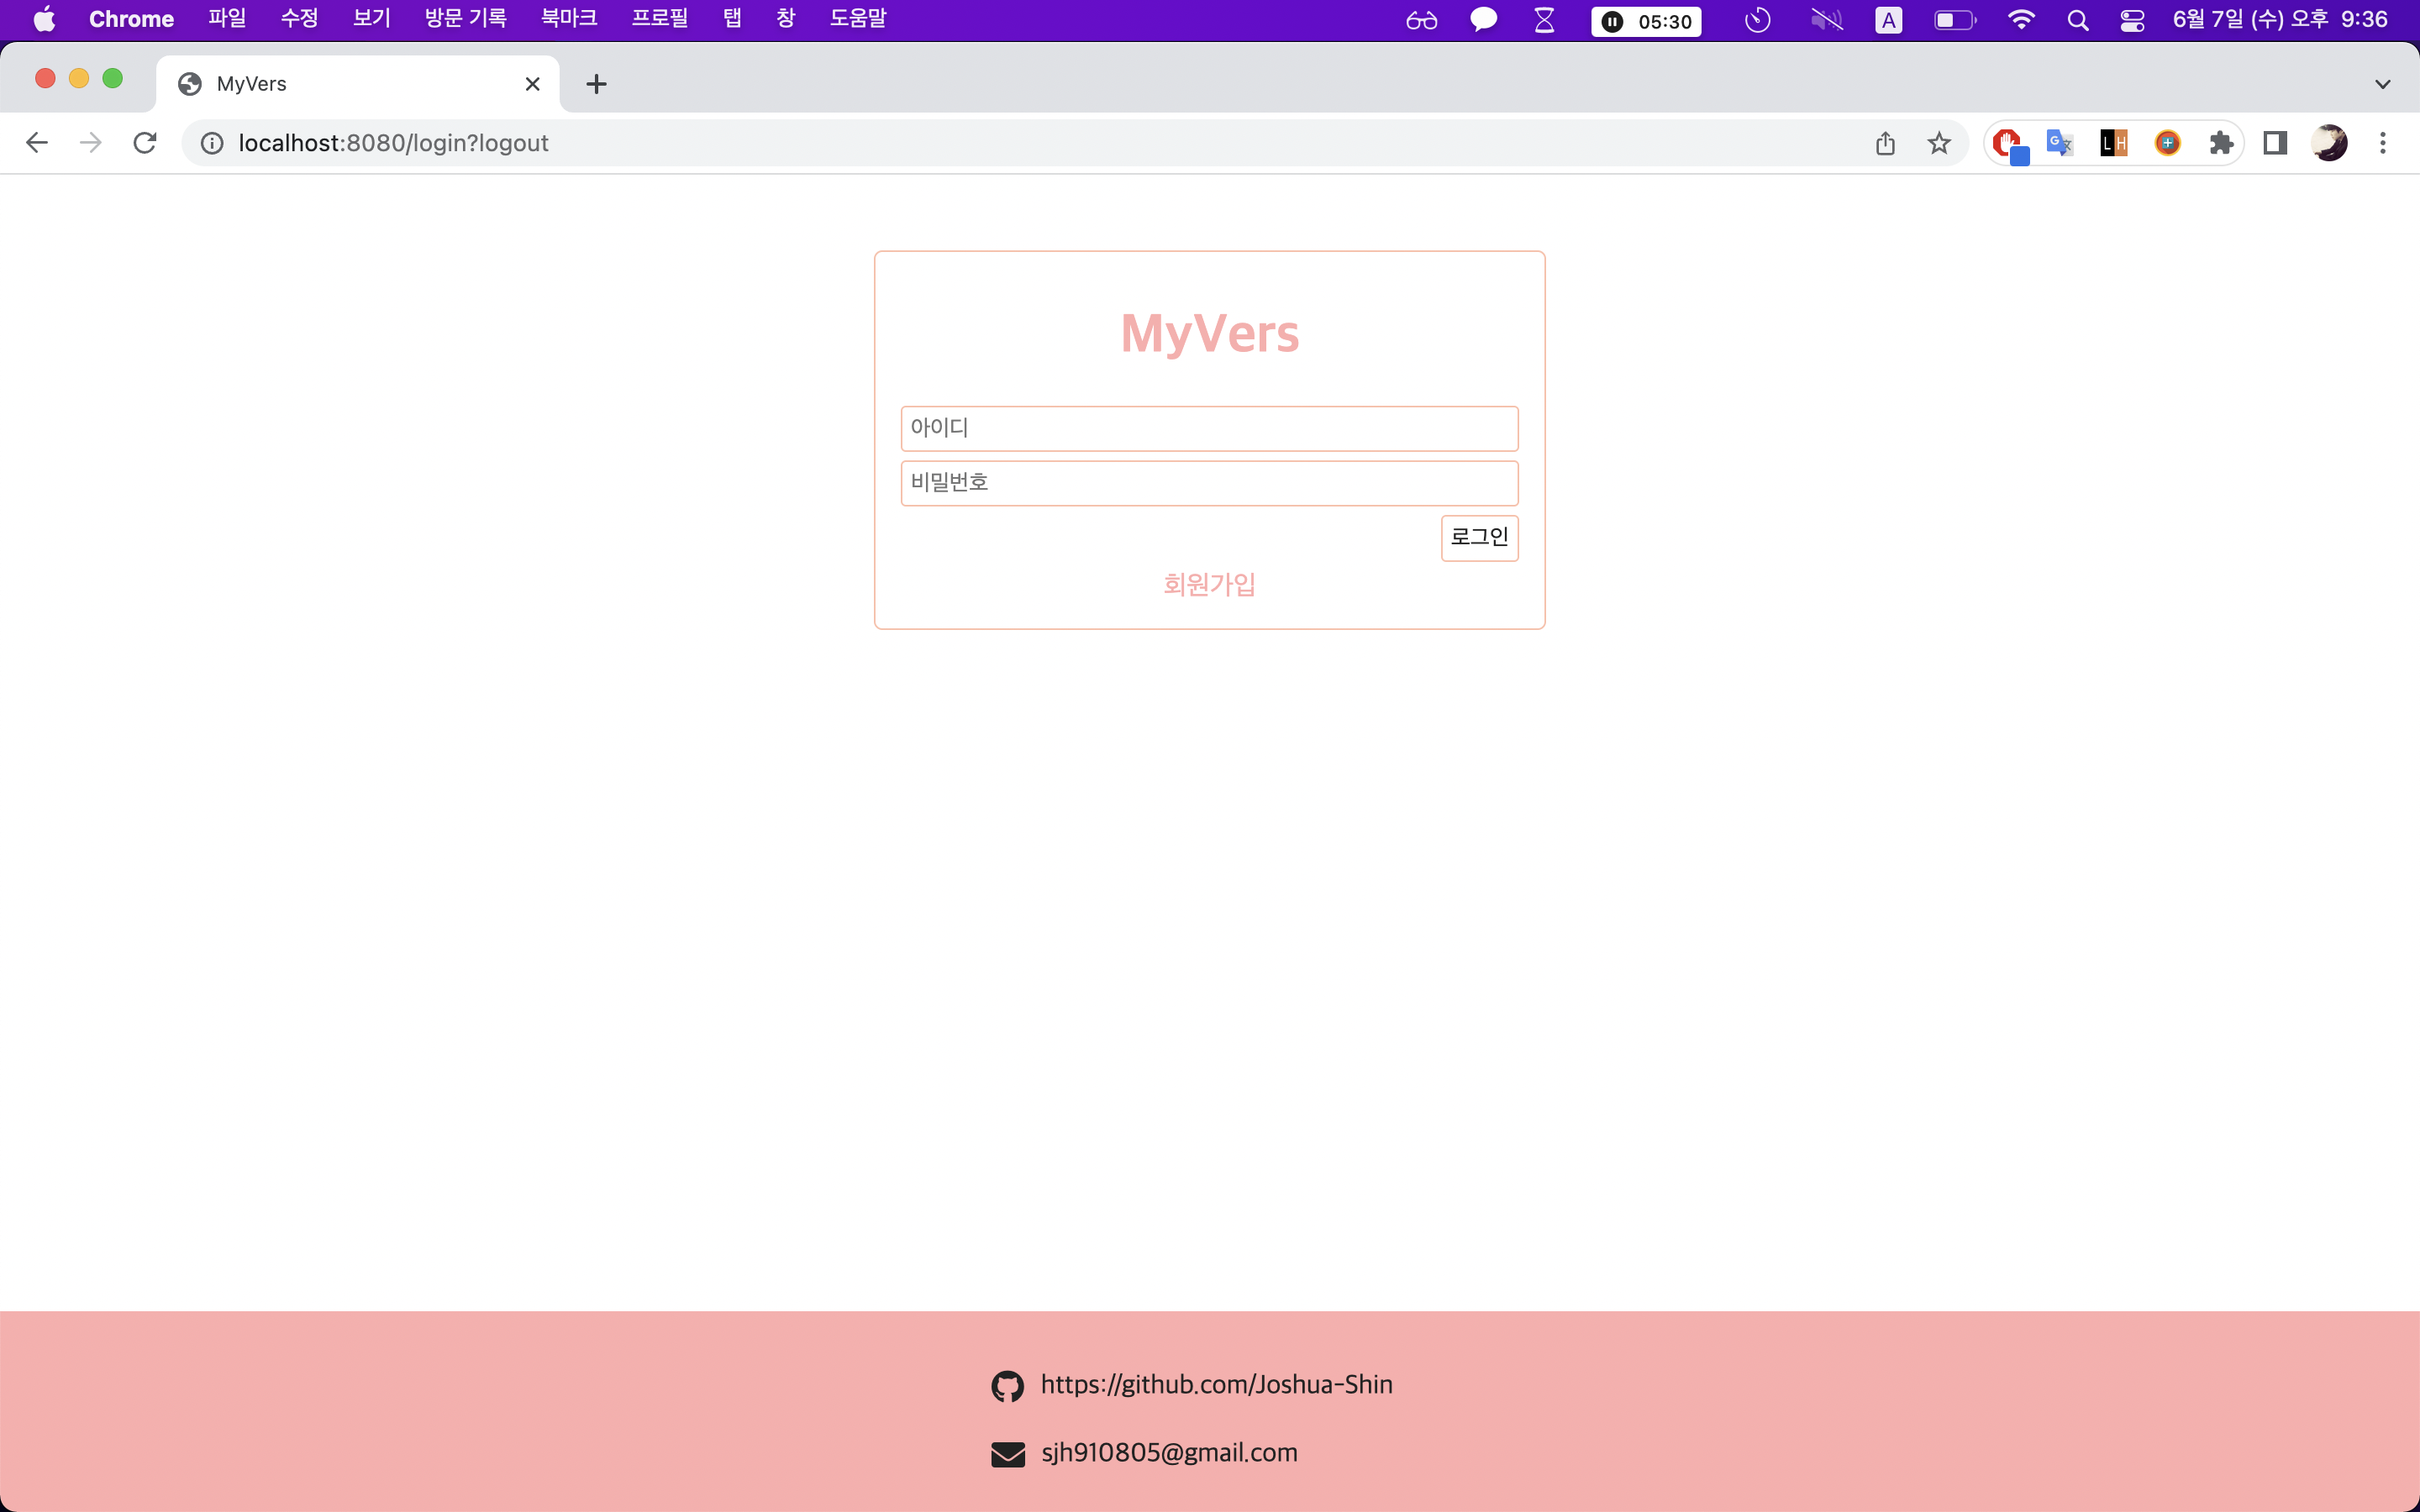 Chrome 파일 수정 보기 방문 기록 북마크 프로필 탭 창 도움말 05:30 A 6월 7일 (수) 오후 9:36
MyVers
localhost:8080/login?logout
LH
MyVers
아이디
비밀번호
로그인
회원가입
https://github.com/Joshua-Shin
sjh910805@gmail.com